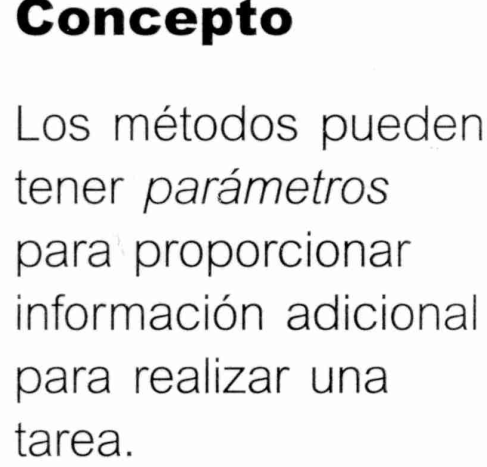 Concepto
Los métodos pueden
tener parámetros
para proporcionar
información adicional
para realizar una
tarea.